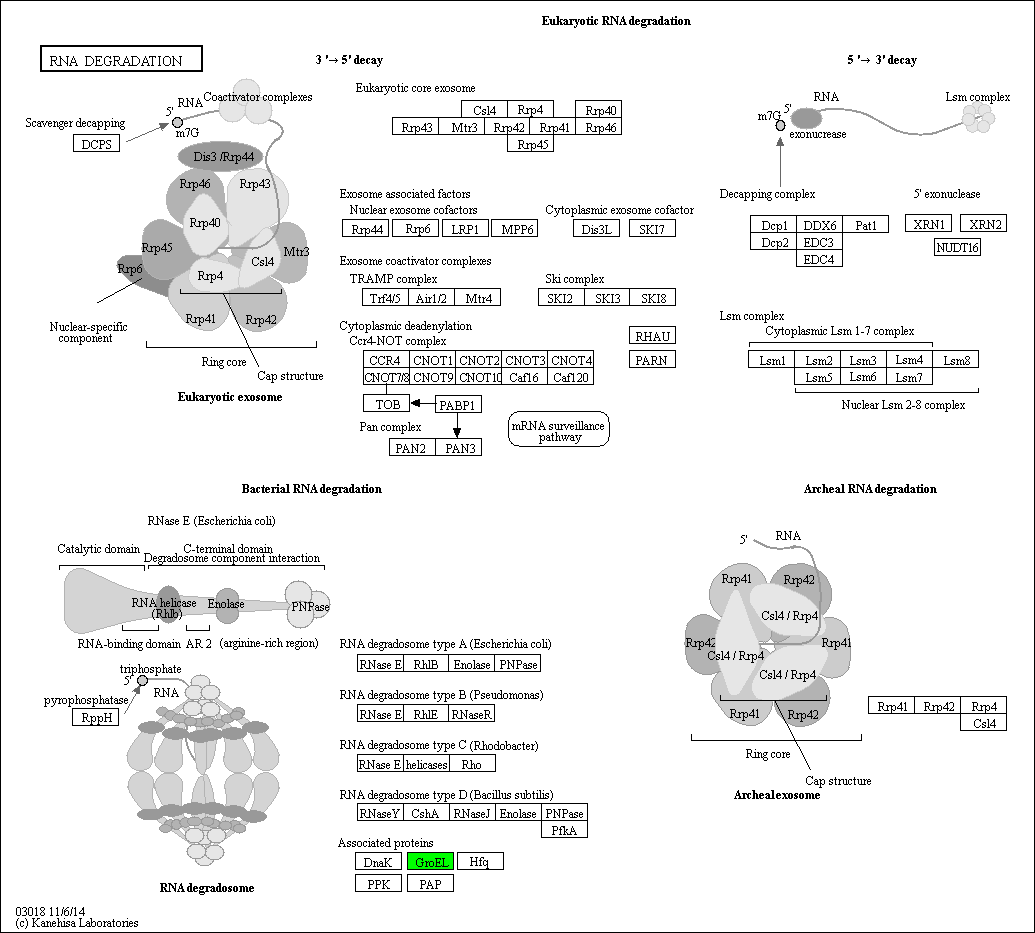 Eukaryotic RNA degradation
RNA DEGRADATION
3 '→ 5' decay
5 '→ 3' decay
Eukaryotic core exosome
Csl4 Rrp4 Rrp40
Rrp43 Mtr3 Rrp42 Rrp41 Rrp46
Rrp45
Scavenger decapping
DCPS
5'
RNA
Coactivator complexes
m7G
Dis3 /Rrp44
Rrp46
Rrp43
Rrp40
Rrp45
Csl4
Mtr3
Rrp6
Rrp4
Rrp41
Rrp42
Nuclear-specific
component
Ring core
Cap structure
Eukaryotic exosome
Exosome associated factors
Nuclear exosome cofactors
Rrp44 Rrp6 LRP1 MPP6
Cytoplasmic exosome cofactor
Dis3L SKI7
Exosome coactivator complexes
TRAMP complex
Trf4/5 Air1/2 Mtr4
Ski complex
SKI2 SKI3 SKI8
Cytoplasmic deadenylation
Ccr4-NOT complex
CCR4 CNOT1 CNOT2 CNOT3 CNOT4
CNOT7/8 CNOT9 CNOT10 Caf16 Caf120
RHAU
PARN
TOB
PABP1
Pan complex
PAN2 PAN3
mRNA surveillance
pathway
5'
RNA
Lsm complex
m7G
exonucrease
Decapping complex
Dcp1 DDX6 Pat1
Dcp2 EDC3
EDC4
5' exonuclease
XRN1 XRN2
NUDT16
Lsm complex
Cytoplasmic Lsm 1-7 complex
Lsm1 Lsm2 Lsm3 Lsm4 Lsm8
Lsm5 Lsm6 Lsm7
Nuclear Lsm 2-8 complex
Bacterial RNA degradation
RNase E (Escherichia coli)
Catalytic domain
C-terminal domain
Degradosome component interaction
RNA helicase
(Rhlb)
Enolase
PNPase
RNA-binding domain
AR 2
(arginine-rich region)
triphosphate
5'
RNA
pyrophosphatase
RppH
RNA degradosome
RNA degradosome type A (Escherichia coli)
RNase E RhlB Enolase PNPase
RNA degradosome type B (Pseudomonas)
RNase E RhlE RNaseR
RNA degradosome type C (Rhodobacter)
RNase E helicases Rho
RNA degradosome type D (Bacillus subtilis)
RNaseY CshA RNaseJ Enolase PNPase
PfkA
Associated proteins
DnaK GroEL Hfq
PPK PAP
Archeal RNA degradation
5'
RNA
Rrp41
Rrp42
Csl4 / Rrp4
Rrp42
Rrp41
Csl4 / Rrp4
Csl4 / Rrp4
Rrp41
Rrp42
Ring core
Cap structure
Archeal exosome
Rrp41 Rrp42 Rrp4
Csl4
03018 11/6/14
(c) Kanehisa Laboratories